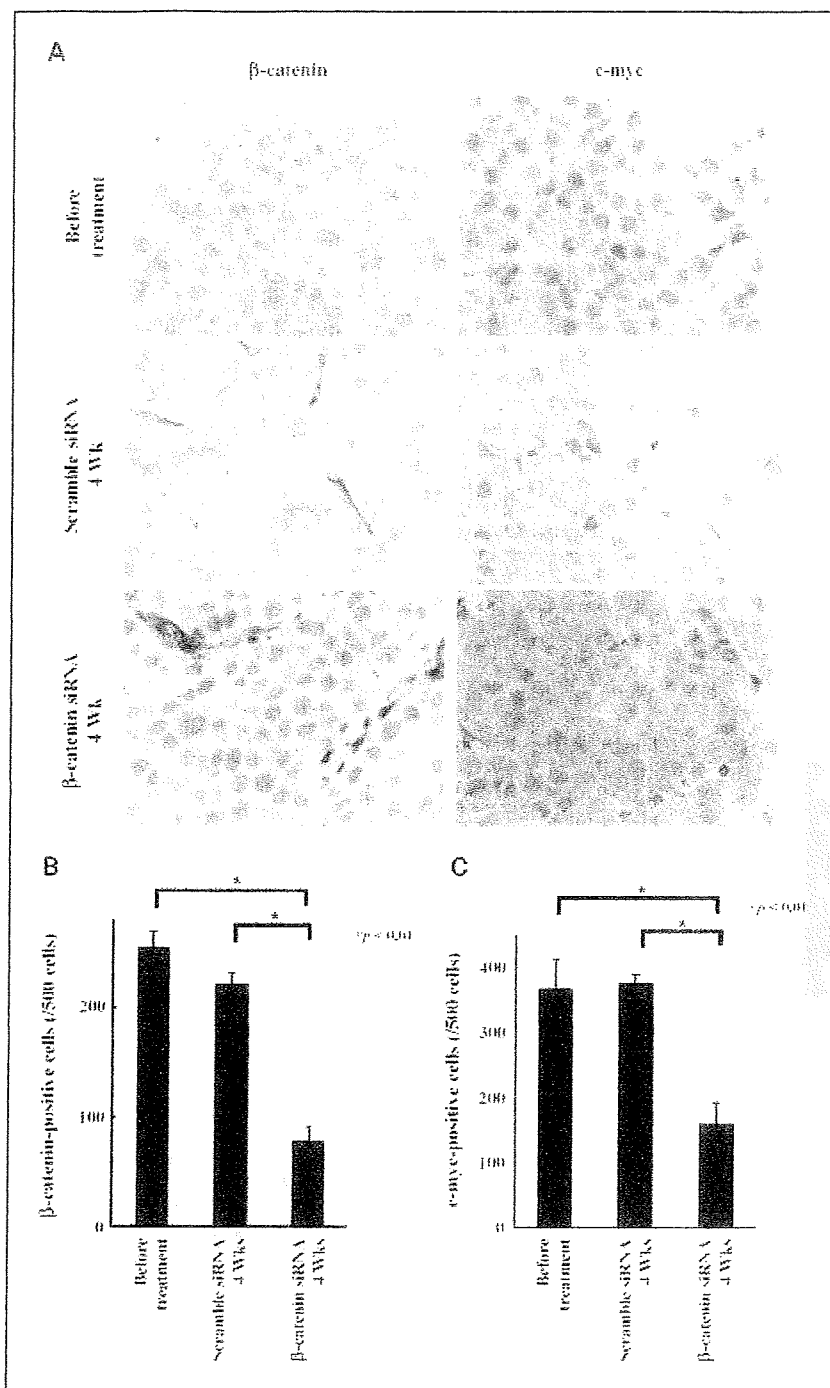 A
β-catenin
c-myc
Before
treatment
Scramble siRNA
4 Wk
β-catenin siRNA
4 Wk
B
*
*
*p < 0.01
β-catenin-positive cells (/500 cells)
200
100
0
Before
treatment
Scramble siRNA
4 Wks
β-catenin siRNA
4 Wks
C
*
*
*p < 0.01
c-myc-positive cells (/500 cells)
400
300
200
100
0
Before
treatment
Scramble siRNA
4 Wks
β-catenin siRNA
4 Wks